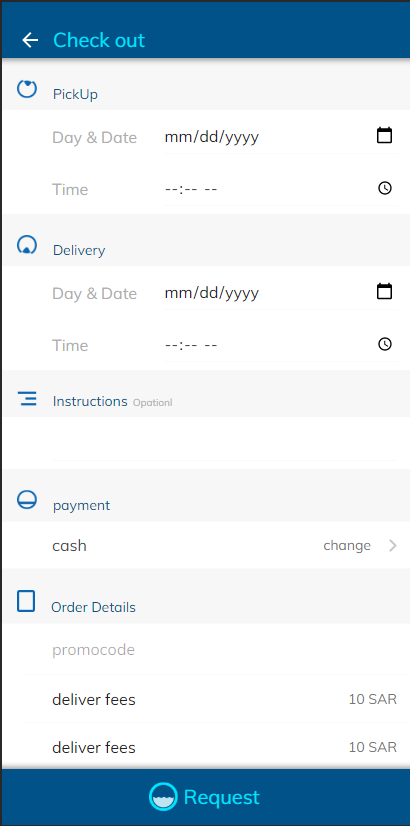 Check out
PickUp
Day & Date mm/dd/yyyy
Time --:-- --
Delivery
Day & Date mm/dd/yyyy
Time --:-- --
Instructions Opationl
payment
cash change
Order Details
promocode
deliver fees 10 SAR
deliver fees 10 SAR
Request